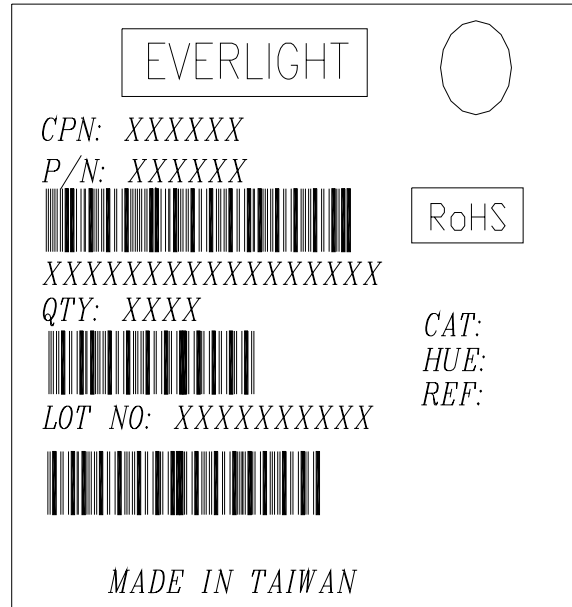 EVERLIGHT
CPN: XXXXXX
P/N: XXXXXX
RoHS
XXXXXXXXXXXXXXXXX
QTY: XXXX
CAT:
HUE:
REF:
LOT NO: XXXXXXXXXX
MADE IN TAIWAN